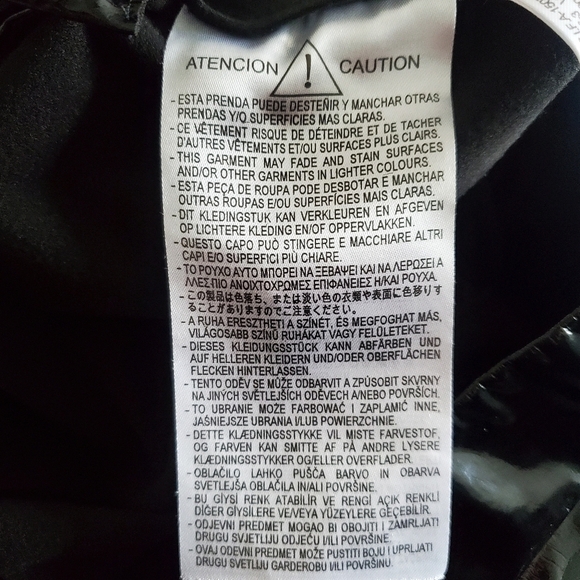 ATENCION ! CAUTION
- ESTA PRENDA PUEDE DESTEÑIR Y MANCHAR OTRAS
PRENDAS Y/O SUPERFICIES MAS CLARAS.
- CE VÊTEMENT RISQUE DE DÉTEINDRE ET DE TACHER
D'AUTRES VÊTEMENTS ET/OU SURFACES PLUS CLAIRS.
- THIS GARMENT MAY FADE AND STAIN SURFACES
AND/OR OTHER GARMENTS IN LIGHTER COLOURS.
- ESTA PEÇA DE ROUPA PODE DESBOTAR E MANCHAR
OUTRAS ROUPAS E/OU SUPERFÍCIES MAIS CLARAS.
- DIT KLEDINGSTUK KAN VERKLEUREN EN AFGEVEN
OP LICHTERE KLEDING EN/OF OPPERVLAKKEN.
- QUESTO CAPO PUÒ STINGERE E MACCHIARE ALTRI
CAPI E/O SUPERFICI PIÙ CHIARE.
- ΤΟ ΡΟΥΧΟ ΑΥΤΟ ΜΠΟΡΕΙ ΝΑ ΞΕΒΑΨΕΙ ΚΑΙ ΝΑ ΛΕΡΩΣΕΙ Α
ΛΛΕΣ ΠΙΟ ΑΝΟΙΧΤΟΧΡΩΜΕΣ ΕΠΙΦΑΝΕΙΕΣ Η/ΚΑΙ ΡΟΥΧΑ.
- この製品は色落ち、または淡い色の衣類や表面に色移りす
ることがありますのでご注意ください。
- A RUHA ERESZTHETI A SZÍNÉT, ÉS MEGFOGHAT MÁS,
VILÁGOSABB SZÍNŰ RUHÁKAT VAGY FELÜLETEKET.
- DIESES KLEIDUNGSSTÜCK KANN ABFÄRBEN UND
AUF HELLEREN KLEIDERN UND/ODER OBERFLÄCHEN
FLECKEN HINTERLASSEN.
- TENTO ODĚV SE MŮŽE ODBARVIT A ZPŮSOBIT SKVRNY
NA JINÝCH SVĚTLEJŠÍCH ODĚVECH A/NEBO POVRŠÍCH.
- TO UBRANIE MOŻE FARBOWAĆ I ZAPLAMIĆ INNE,
JAŚNIEJSZE UBRANIA I/LUB POWIERZCHNIE.
- DETTE KLÆDNINGSSTYKKE VIL MISTE FARVESTOF,
OG FARVEN KAN SMITTE AF PÅ ANDRE LYSERE
KLÆDNINGSSTYKKER OG/ELLER OVERFLADER.
- OBLAČILO LAHKO PUŠČA BARVO IN OBARVA
SVETLEJŠA OBLAČILA IN/ALI POVRŠINE.
- BU GİYSİ RENK ATABİLİR VE RENGİ AÇIK RENKLİ
DİĞER GİYSİLERE VE/VEYA YÜZEYLERE GEÇEBİLİR.
- ODJEVNI PREDMET MOGAO BI OBOJITI I ZAMRLJATI
DRUGU SVJETLIJU ODJEĆU I/ILI POVRŠINE.
- OVAJ ODEVNI PREDMET MOŽE PUSTITI BOJU I UPRLJATI
DRUGU SVETLIJU GARDEROBU I/ILI POVRŠINE.